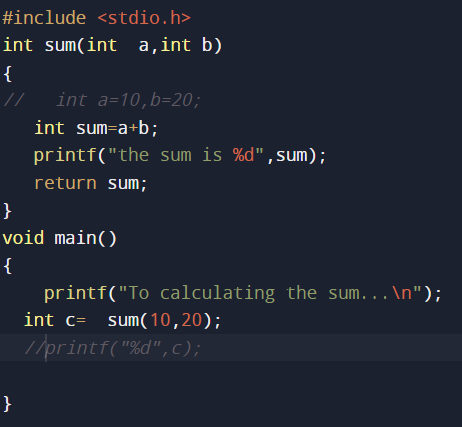 #include <stdio.h>
int sum(int  a,int b)
{
//   int a=10,b=20;
   int sum=a+b;
   printf("the sum is %d",sum);
   return sum;
}
void main()
{
    printf("To calculating the sum...\n");
  int c=  sum(10,20);
  //printf("%d",c);
}